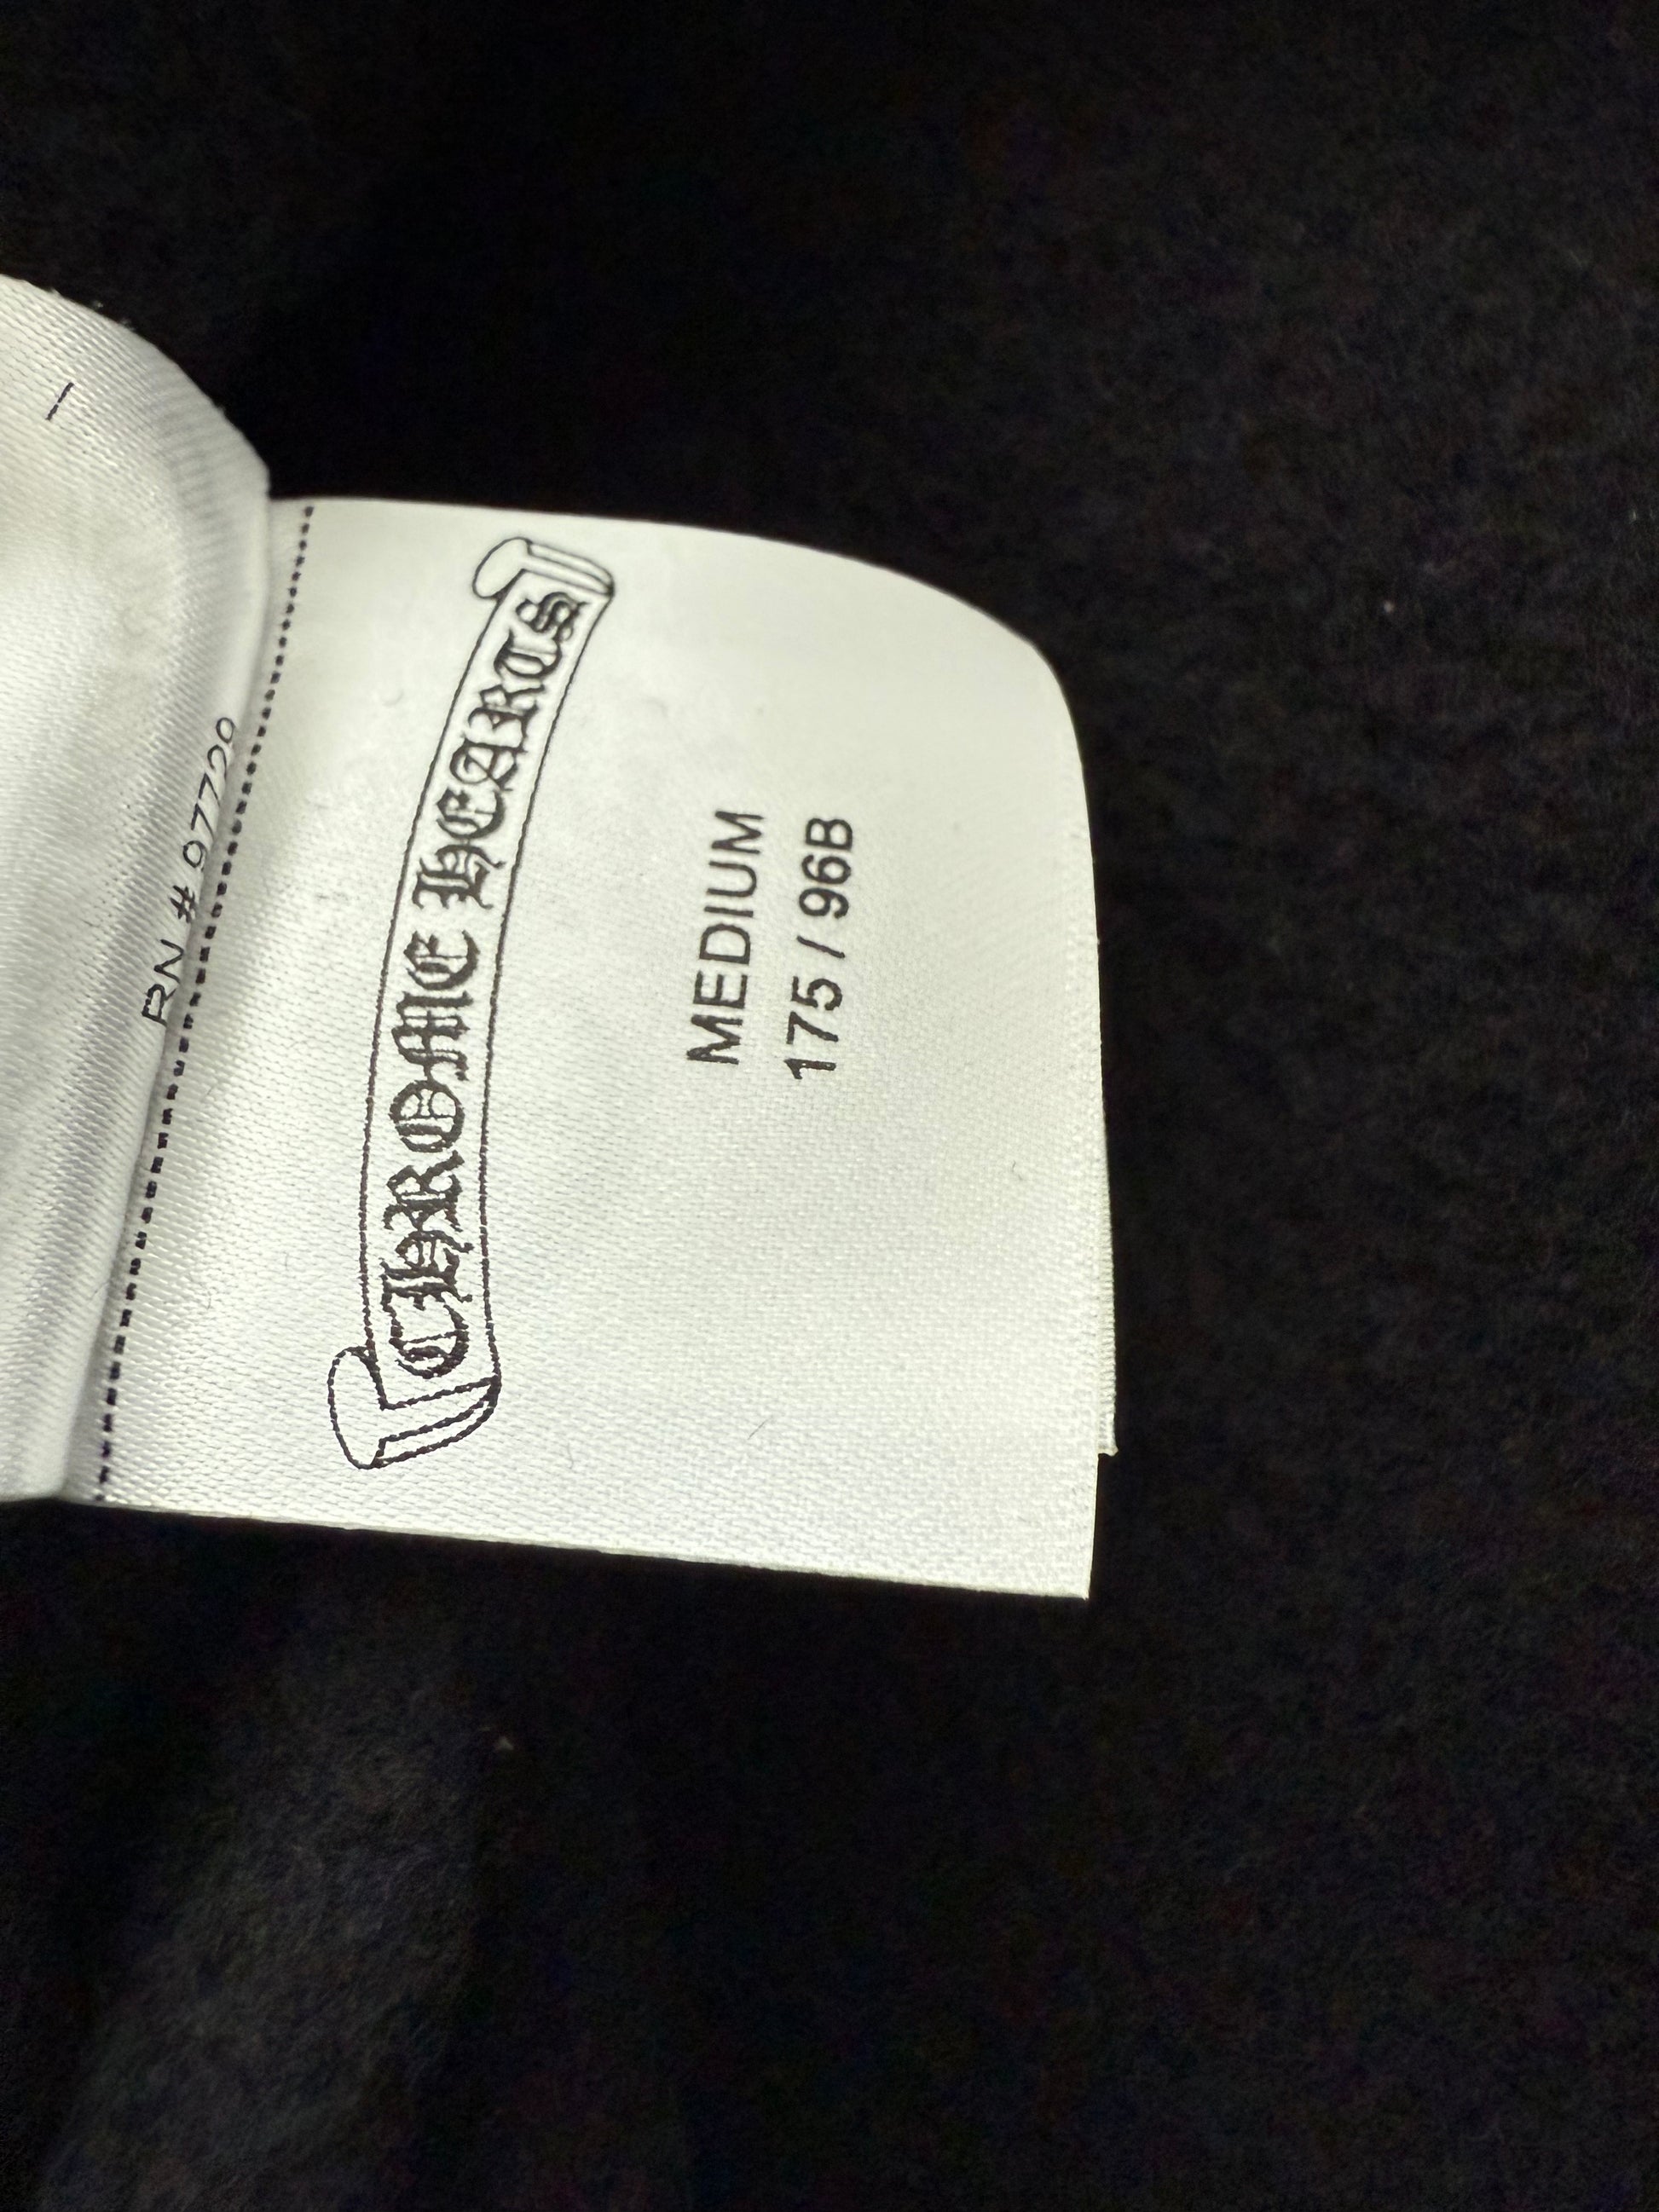 RN # 97720
CHROME HEARTS
MEDIUM
175 / 96B